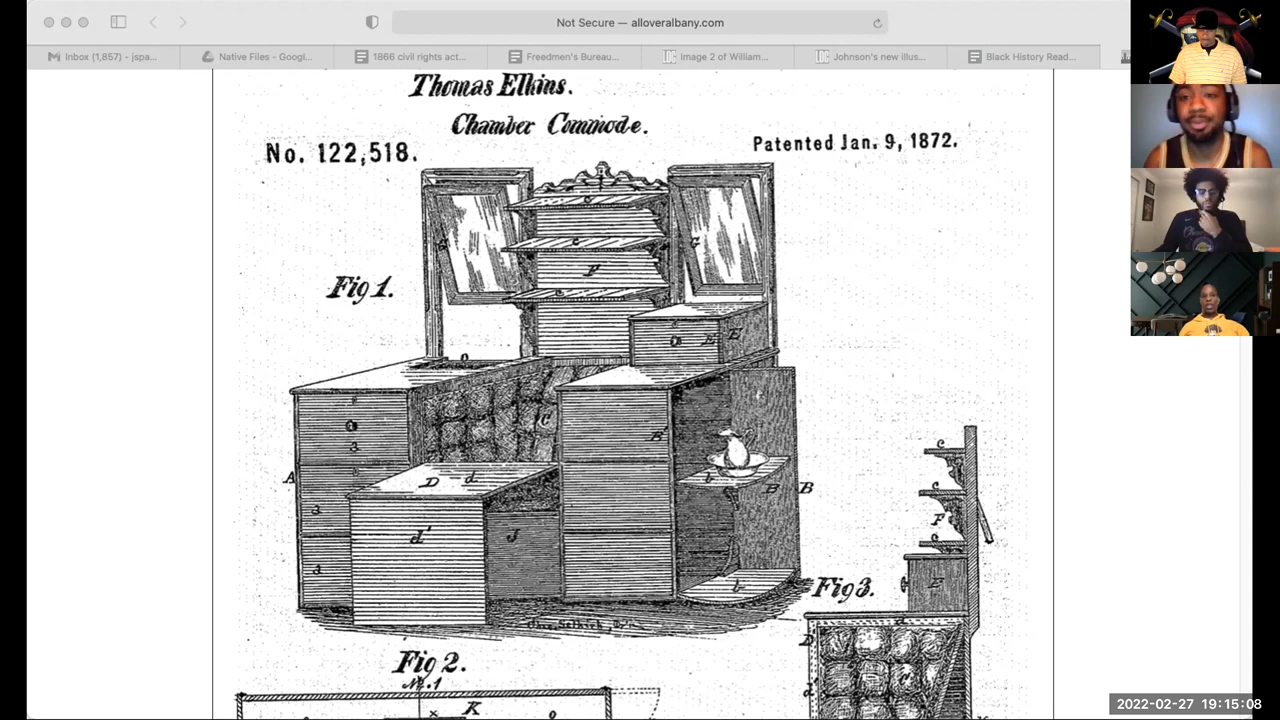 Not Secure — alloveralbany.com
Inbox (1,857) - jspa...
Native Files - Googl...
1866 civil rights act...
Freedmen's Bureau...
Image 2 of William...
Johnson's new illus...
Black History Read...
Thomas Elkins.
Chamber Commode.
No. 122,518.
Patented Jan. 9, 1872.
Fig 1.
G
c
c
F
G
c
E
E
a
C
B
A
D
d
b
B
B
d'
J
b
a
a
c
c
F
c
E
Fig 3.
a
D
C
d
Fig 2.
No. 1
K
2022-02-27 19:15:08